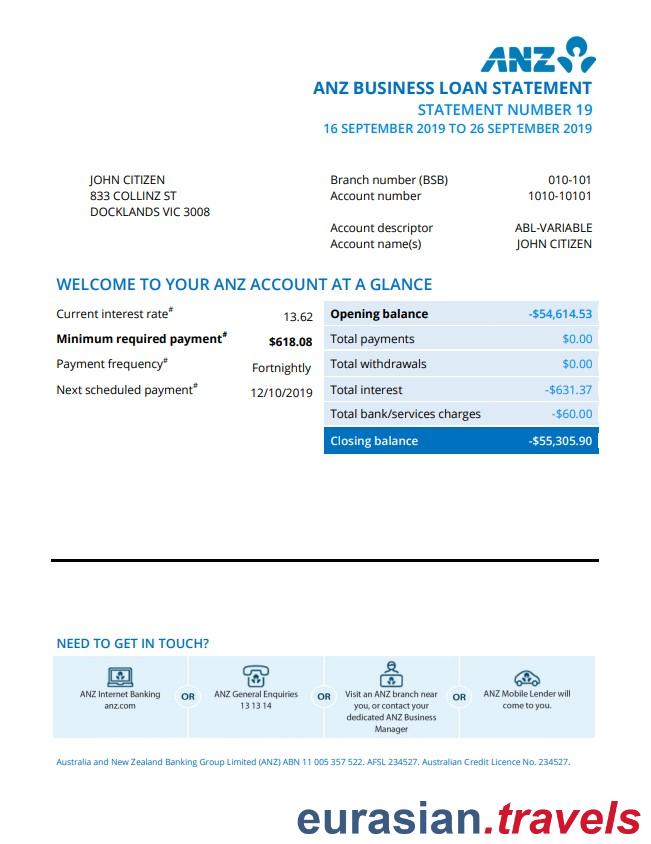 ANZ
ANZ BUSINESS LOAN STATEMENT
STATEMENT NUMBER 19
16 SEPTEMBER 2019 TO 26 SEPTEMBER 2019
JOHN CITIZEN
833 COLLINZ ST
DOCKLANDS VIC 3008
Branch number (BSB) 010-101
Account number 1010-10101
Account descriptor ABL-VARIABLE
Account name(s) JOHN CITIZEN
WELCOME TO YOUR ANZ ACCOUNT AT A GLANCE
Current interest rate# 13.62
Minimum required payment# $618.08
Payment frequency# Fortnightly
Next scheduled payment# 12/10/2019
Opening balance -$54,614.53
Total payments $0.00
Total withdrawals $0.00
Total interest -$631.37
Total bank/services charges -$60.00
Closing balance -$55,305.90
NEED TO GET IN TOUCH?
ANZ Internet Banking
anz.com
OR
ANZ General Enquiries
13 13 14
OR
Visit an ANZ branch near
you, or contact your
dedicated ANZ Business
Manager
OR
ANZ Mobile Lender will
come to you.
Australia and New Zealand Banking Group Limited (ANZ) ABN 11 005 357 522. AFSL 234527. Australian Credit Licence No. 234527.
eurasian.travels